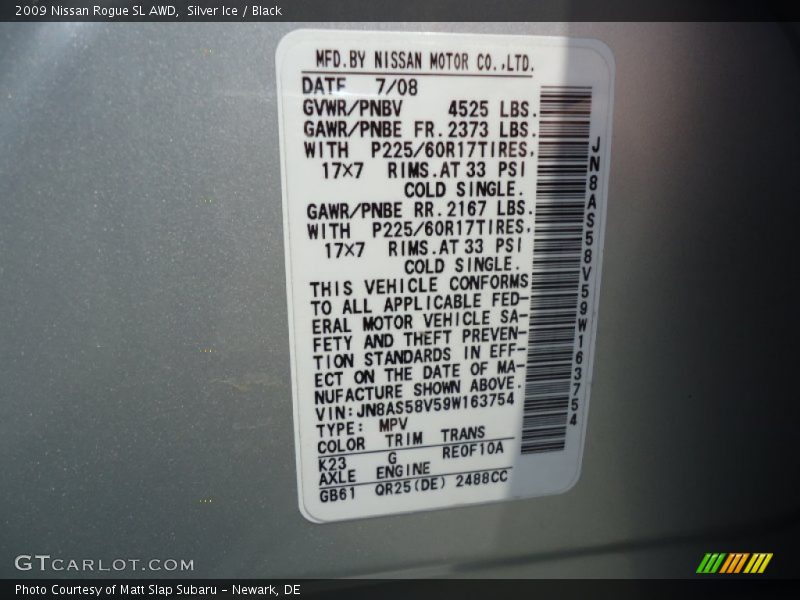 2009 Nissan Rogue SL AWD,  Silver Ice / Black
MFD.BY NISSAN MOTOR CO.,LTD.
DATE 7/08
GVWR/PNBV 4525 LBS.
GAWR/PNBE FR.2373 LBS.
WITH P225/60R17TIRES.
17×7 RIMS.AT 33 PSI
COLD SINGLE.
GAWR/PNBE RR.2167 LBS.
WITH P225/60R17TIRES.
17×7 RIMS.AT 33 PSI
COLD SINGLE.
THIS VEHICLE CONFORMS
TO ALL APPLICABLE FED-
ERAL MOTOR VEHICLE SA-
FETY AND THEFT PREVEN-
TION STANDARDS IN EFF-
ECT ON THE DATE OF MA-
NUFACTURE SHOWN ABOVE.
VIN:JN8AS58V59W163754
TYPE: MPV
COLOR TRIM TRANS
K23 G RE0F10A
AXLE ENGINE
GB61 QR25(DE) 2488CC
JN8AS58V59W163754
GTCARLOT.COM
Photo Courtesy of Matt Slap Subaru - Newark, DE